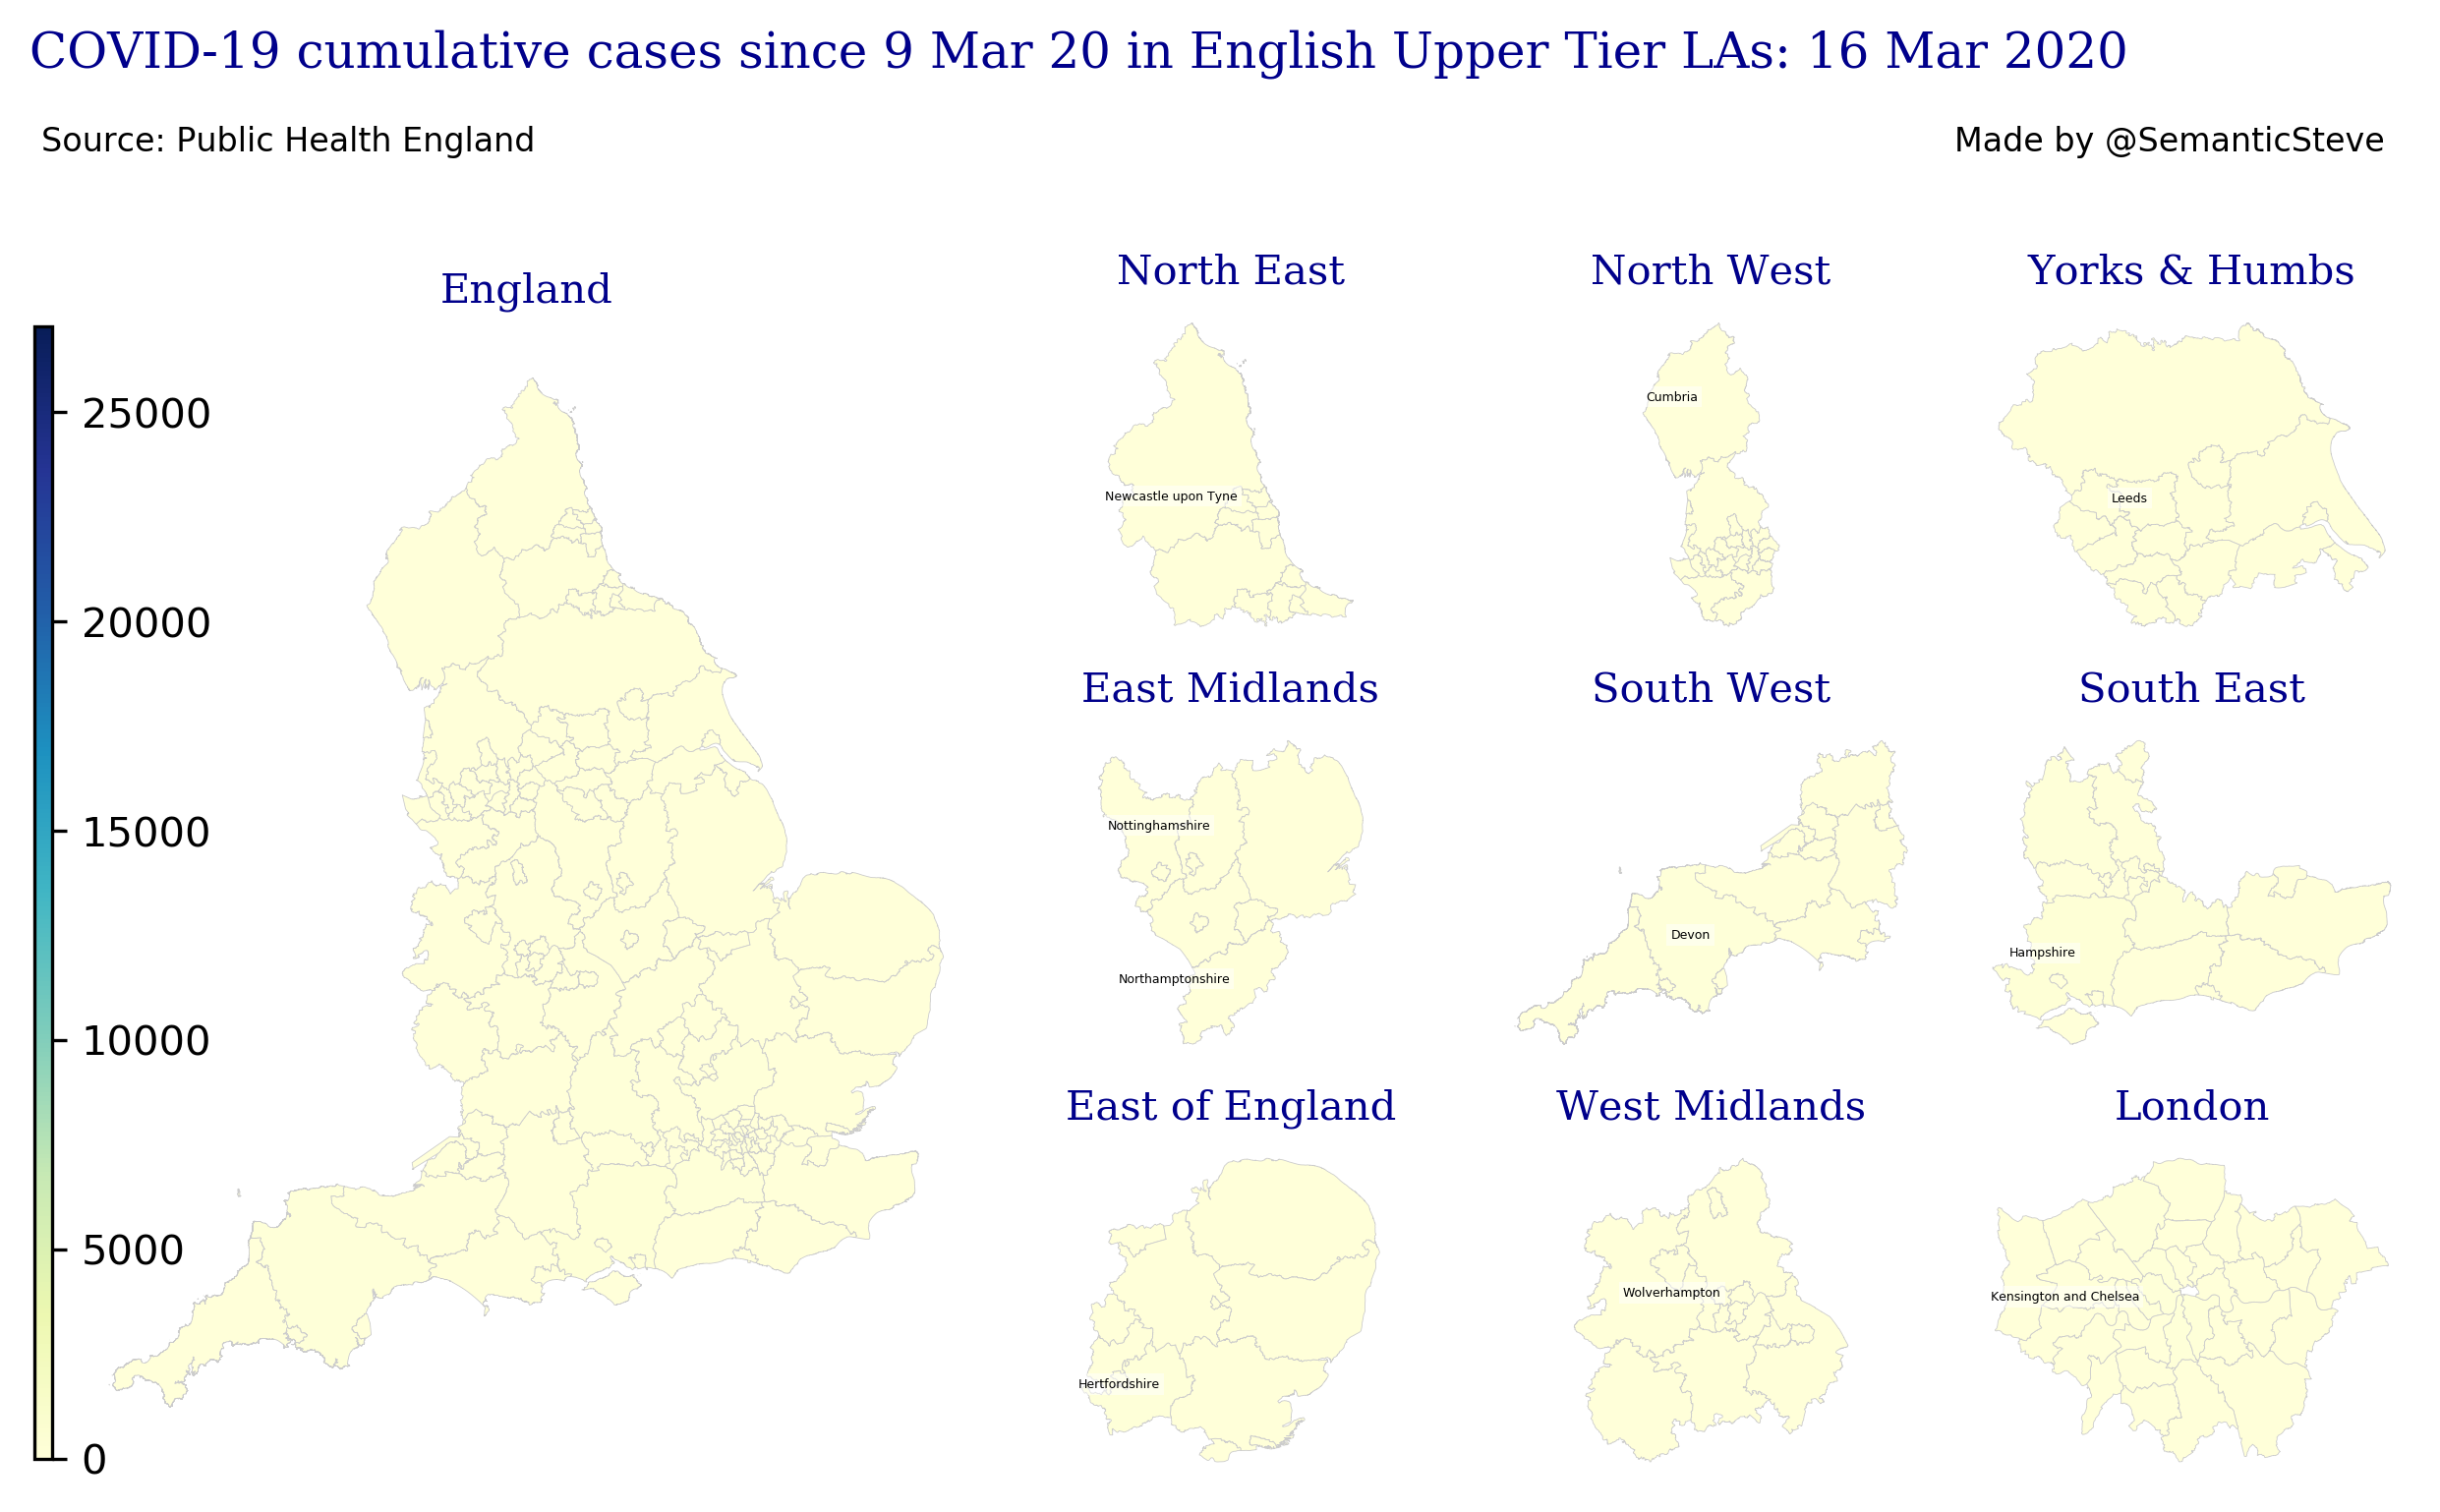 COVID-19 cumulative cases since 9 Mar 20 in English Upper Tier LAs: 16 Mar 2020
Source: Public Health England
Made by @SemanticSteve
England
25000
20000
15000
10000
5000
0
North East
Newcastle upon Tyne
North West
Cumbria
Yorks & Humbs
Leeds
East Midlands
Nottinghamshire
Northamptonshire
South West
Devon
South East
Hampshire
East of England
Hertfordshire
West Midlands
Wolverhampton
London
Kensington and Chelsea